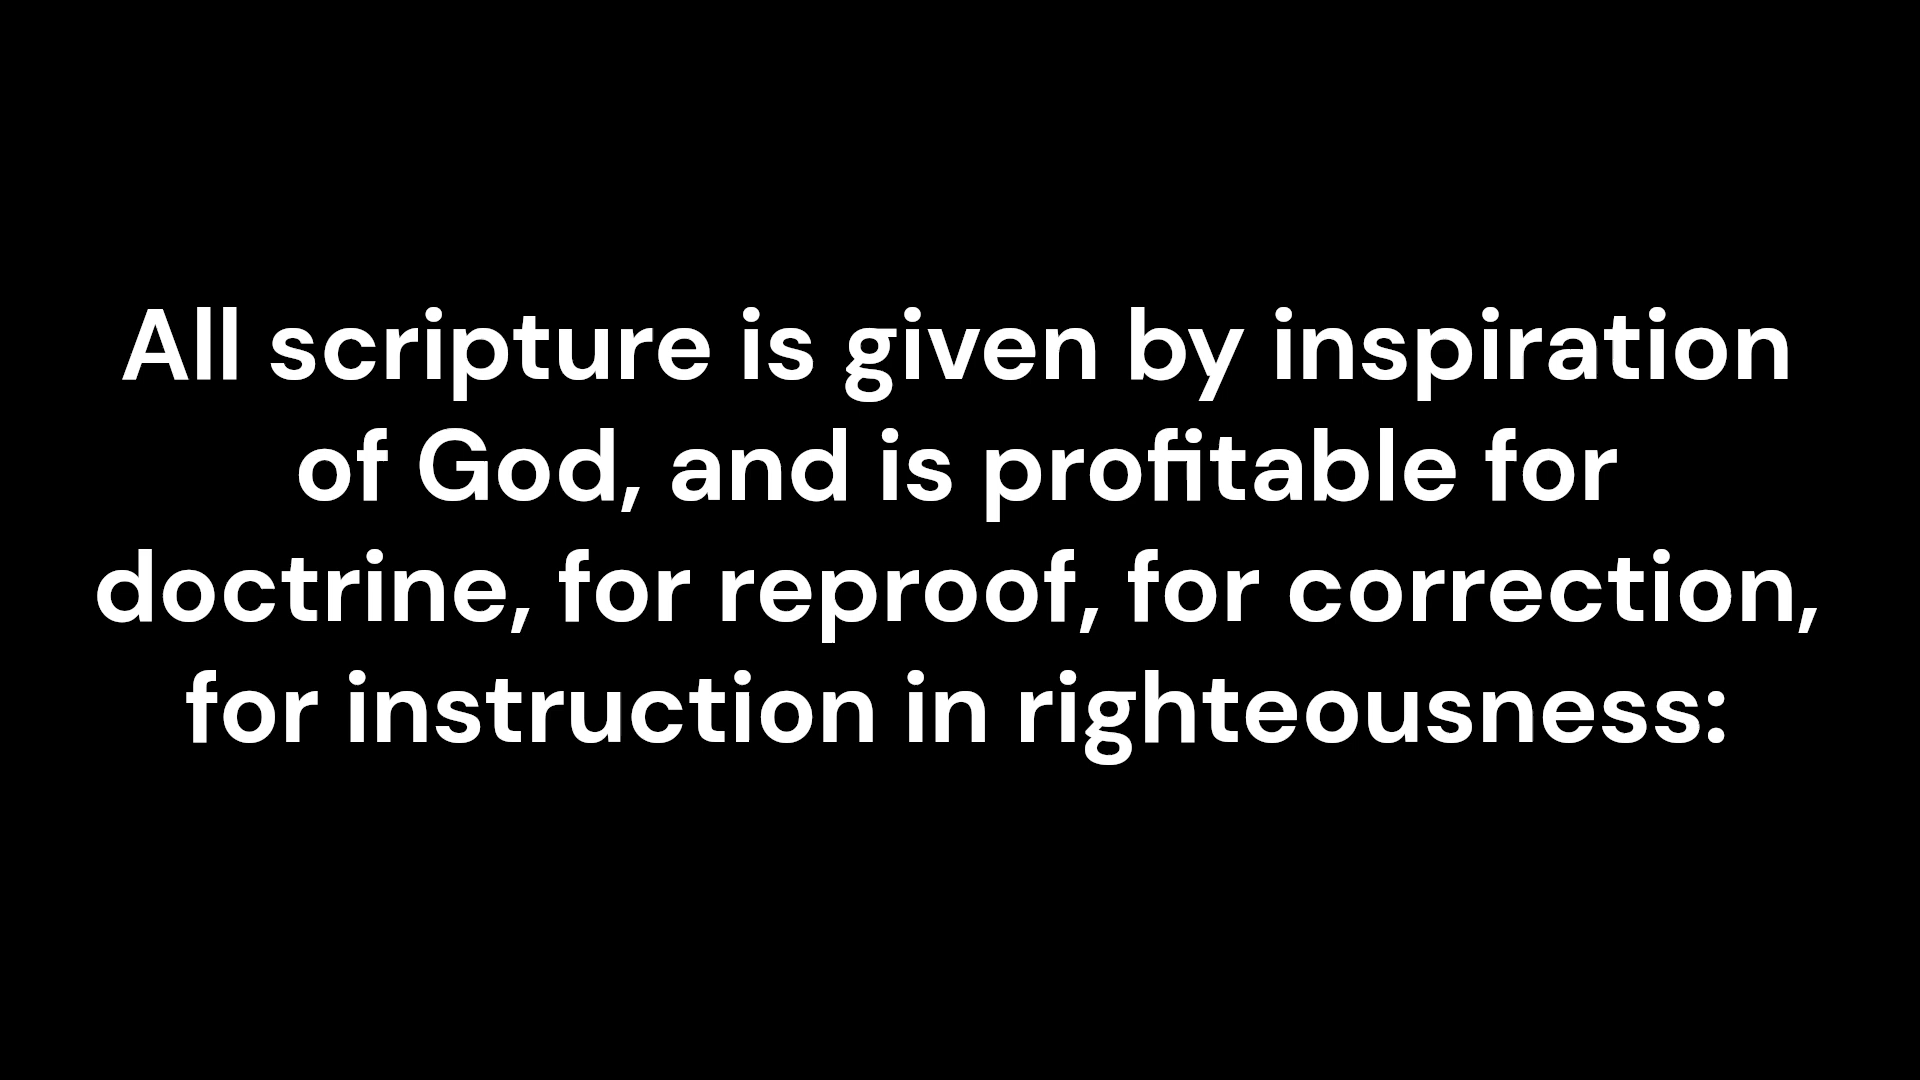 All scripture is given by inspiration
of God, and is profitable for
doctrine, for reproof, for correction,
for instruction in righteousness: